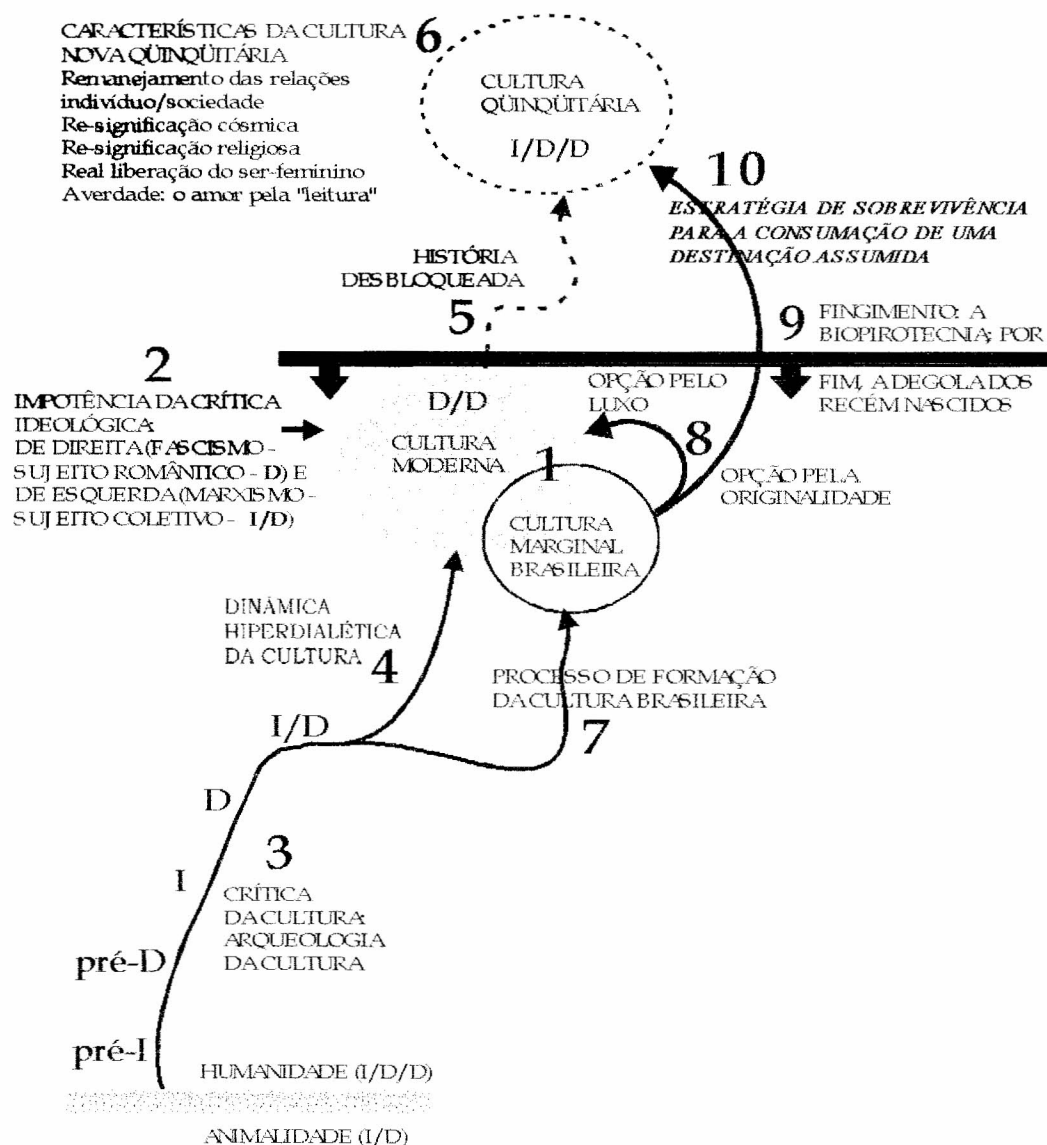 CARACTERÍSTICAS DA CULTURA
NOVA QÜINQÜITÁRIA
Remanejamento das relações
indivíduo/sociedade
Re-significação cósmica
Re-significação religiosa
Real liberação do ser-feminino
A verdade: o amor pela "leitura"
6
CULTURA
QÜINQÜITÁRIA
I/D/D
10
ESTRATÉGIA DE SOBREVIVÊNCIA
PARA A CONSUMAÇÃO DE UMA
DESTINAÇÃO ASSUMIDA
HISTÓRIA
DESBLOQUEADA
5
9
FINGIMENTO: A
BIOPIROTECNIA; POR
FIM, A DEGOLA DOS
RECÉM NASCIDOS
2
IMPOTÊNCIA DA CRÍTICA
IDEOLÓGICA:
DE DIREITA (FASCISMO -
SUJEITO ROMÂNTICO - D) E
DE ESQUERDA (MARXISMO -
SUJEITO COLETIVO - I/D)
D/D
CULTURA
MODERNA
OPÇÃO PELO
LUXO
8
OPÇÃO PELA
ORIGINALIDADE
1
CULTURA
MARGINAL
BRASILEIRA
DINÂMICA
HIPERDIALÉTICA
DA CULTURA
4
PROCESSO DE FORMAÇÃO
DA CULTURA BRASILEIRA
7
I/D
D
3
I
CRÍTICA
DA CULTURA:
ARQUEOLOGIA
DA CULTURA
pré-D
pré-I
HUMANIDADE (I/D/D)
ANIMALIDADE (I/D)